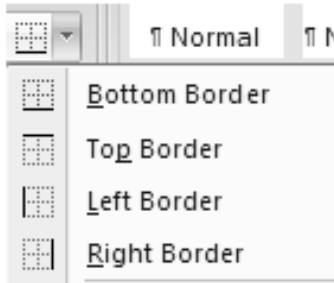 ¶ Normal ¶ N
Bottom Border
Top Border
Left Border
Right Border